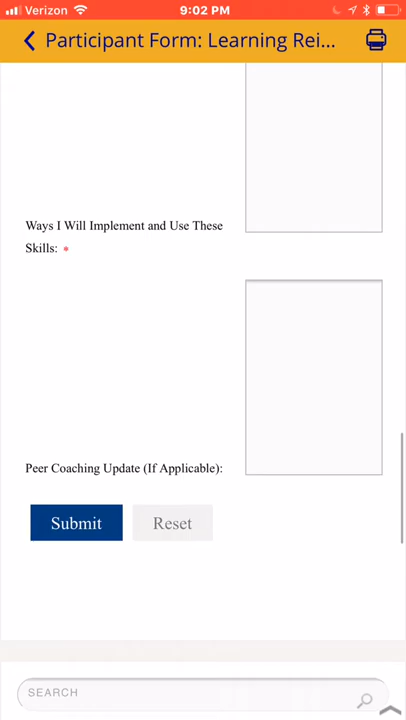 Verizon 9:02 PM
Participant Form: Learning Rei...
Ways I Will Implement and Use These
Skills: *
Peer Coaching Update (If Applicable):
Submit Reset
SEARCH